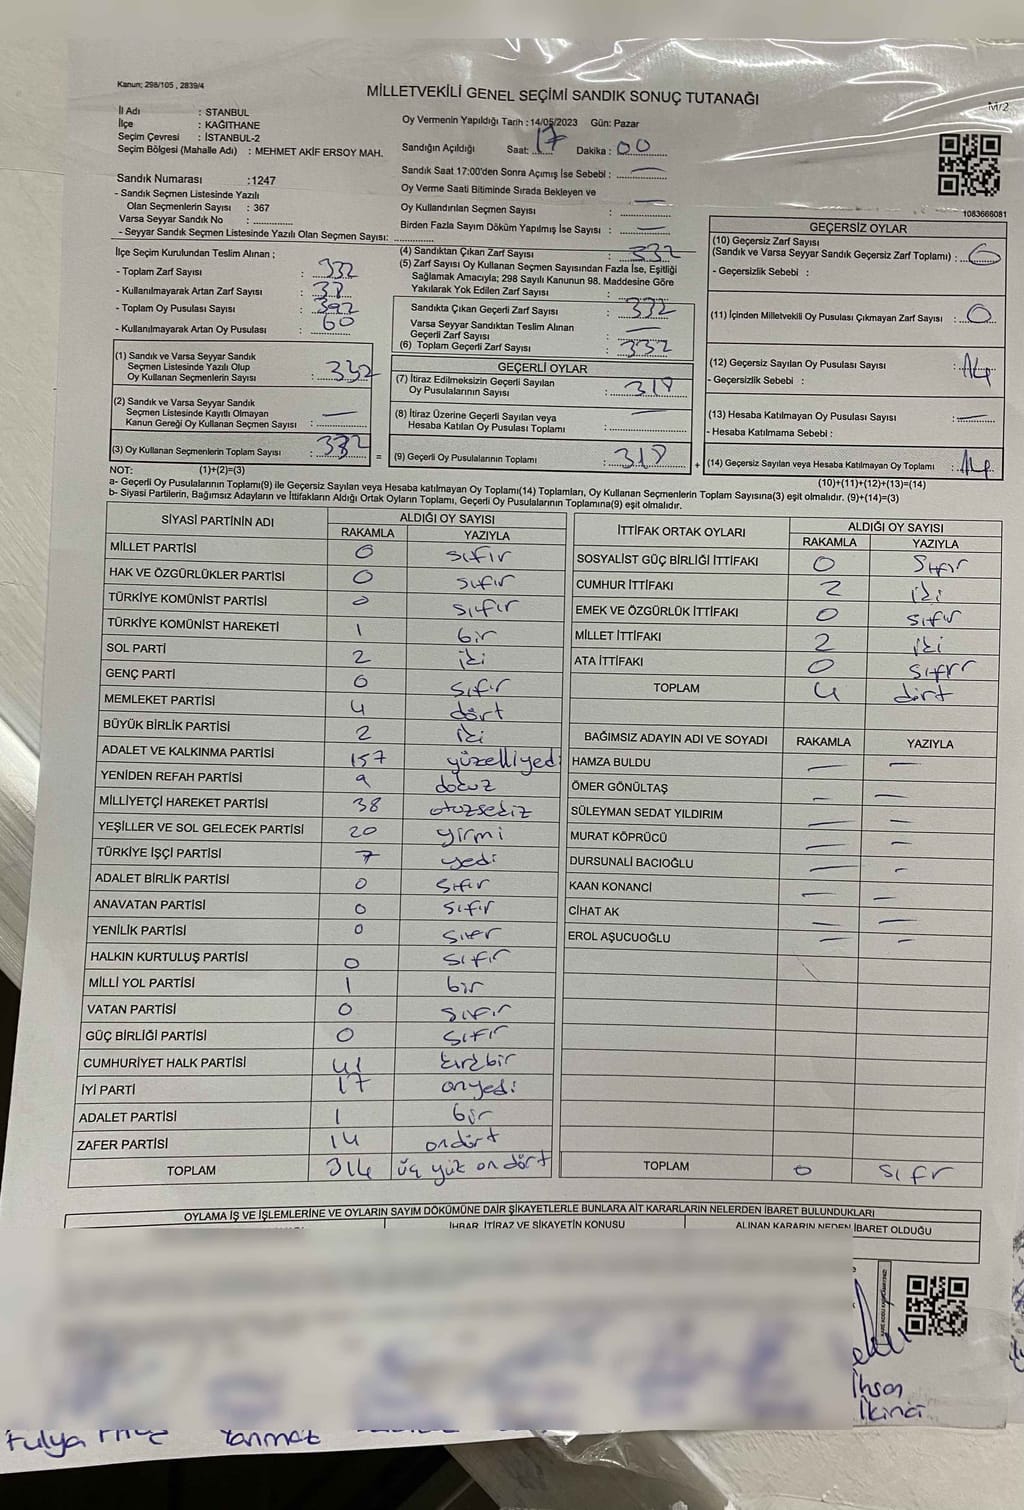 Kanun; 298/105 , 2839/4
MİLLETVEKİLİ GENEL SEÇİMİ SANDIK SONUÇ TUTANAĞI
M/2
İl Adı : STANBUL
İlçe : KAĞITHANE
Seçim Çevresi : İSTANBUL-2
Seçim Bölgesi (Mahalle Adı) : MEHMET AKİF ERSOY MAH.
Oy Vermenin Yapıldığı Tarih : 14/05/2023 Gün: Pazar
Sandığın Açıldığı Saat: 17 Dakika : 00
Sandık Saat 17:00'den Sonra Açımış İse Sebebi : —
Oy Verme Saati Bitiminde Sırada Bekleyen ve
Oy Kullandırılan Seçmen Sayısı : —
Birden Fazla Sayım Döküm Yapılmış İse Sayısı : —
1083666081
Sandık Numarası :1247
- Sandık Seçmen Listesinde Yazılı
Olan Seçmenlerin Sayısı : 367
Varsa Seyyar Sandık No :
- Seyyar Sandık Seçmen Listesinde Yazılı Olan Seçmen Sayısı:
İlçe Seçim Kurulundan Teslim Alınan ;
- Toplam Zarf Sayısı : 332
- Kullanılmayarak Artan Zarf Sayısı :
- Toplam Oy Pusulası Sayısı : 392
- Kullanılmayarak Artan Oy Pusulası : 60
(1) Sandık ve Varsa Seyyar Sandık
Seçmen Listesinde Yazılı Olup
Oy Kullanan Seçmenlerin Sayısı : 332
(2) Sandık ve Varsa Seyyar Sandık
Seçmen Listesinde Kayıtlı Olmayan
Kanun Gereği Oy Kullanan Seçmen Sayısı : —
(3) Oy Kullanan Seçmenlerin Toplam Sayısı : 332 =
(4) Sandıktan Çıkan Zarf Sayısı : 332
(5) Zarf Sayısı Oy Kullanan Seçmen Sayısından Fazla İse, Eşitliği
Sağlamak Amacıyla; 298 Sayılı Kanunun 98. Maddesine Göre
Yakılarak Yok Edilen Zarf Sayısı :
Sandıkta Çıkan Geçerli Zarf Sayısı : 332
Varsa Seyyar Sandıktan Teslim Alınan
Geçerli Zarf Sayısı : —
(6) Toplam Geçerli Zarf Sayısı : 332
GEÇERLİ OYLAR
(7) İtiraz Edilmeksizin Geçerli Sayılan
Oy Pusulalarının Sayısı : 318
(8) İtiraz Üzerine Geçerli Sayılan veya
Hesaba Katılan Oy Pusulası Toplamı : —
(9) Geçerli Oy Pusulalarının Toplamı : 318 +
GEÇERSİZ OYLAR
(10) Geçersiz Zarf Sayısı
(Sandık ve Varsa Seyyar Sandık Geçersiz Zarf Toplamı) :
- Geçersizlik Sebebi :
(11) İçinden Milletvekili Oy Pusulası Çıkmayan Zarf Sayısı : 0
(12) Geçersiz Sayılan Oy Pusulası Sayısı : 14
- Geçersizlik Sebebi :
(13) Hesaba Katılmayan Oy Pusulası Sayısı : —
- Hesaba Katılmama Sebebi :
(14) Geçersiz Sayılan veya Hesaba Katılmayan Oy Toplamı : 14
NOT: (1)+(2)=(3) (10)+(11)+(12)+(13)=(14)
a- Geçerli Oy Pusulalarının Toplamı(9) ile Geçersiz Sayılan veya Hesaba katılmayan Oy Toplamı(14) Toplamları, Oy Kullanan Seçmenlerin Toplam Sayısına(3) eşit olmalıdır. (9)+(14)=(3)
b- Siyasi Partilerin, Bağımsız Adayların ve İttifakların Aldığı Ortak Oyların Toplamı, Geçerli Oy Pusulalarının Toplamına(9) eşit olmalıdır.
SİYASİ PARTİNİN ADI ALDIĞI OY SAYISI
RAKAMLA YAZIYLA
MİLLET PARTİSİ 0 sıfır
HAK VE ÖZGÜRLÜKLER PARTİSİ 0 sıfır
TÜRKİYE KOMÜNİST PARTİSİ 0 sıfır
TÜRKİYE KOMÜNİST HAREKETİ 1 bir
SOL PARTİ 2 iki
GENÇ PARTİ 0 sıfır
MEMLEKET PARTİSİ 4 dört
BÜYÜK BİRLİK PARTİSİ 2 iki
ADALET VE KALKINMA PARTİSİ 157 yüzelliyedi
YENİDEN REFAH PARTİSİ 9 dokuz
MİLLİYETÇİ HAREKET PARTİSİ 38 otuzsekiz
YEŞİLLER VE SOL GELECEK PARTİSİ 20 yirmi
TÜRKİYE İŞÇİ PARTİSİ 7 yedi
ADALET BİRLİK PARTİSİ 0 sıfır
ANAVATAN PARTİSİ 0 sıfır
YENİLİK PARTİSİ 0 sıfır
HALKIN KURTULUŞ PARTİSİ 0 sıfır
MİLLİ YOL PARTİSİ 1 bir
VATAN PARTİSİ 0 sıfır
GÜÇ BİRLİĞİ PARTİSİ 0 sıfır
CUMHURİYET HALK PARTİSİ 41 kırkbir
İYİ PARTİ 17 onyedi
ADALET PARTİSİ 1 bir
ZAFER PARTİSİ 14 ondört
TOPLAM 314 üç yük on dört
İTTİFAK ORTAK OYLARI ALDIĞI OY SAYISI
RAKAMLA YAZIYLA
SOSYALİST GÜÇ BİRLİĞİ İTTİFAKI 0 sıfır
CUMHUR İTTİFAKI 2 iki
EMEK VE ÖZGÜRLÜK İTTİFAKI 0 sıfır
MİLLET İTTİFAKI 2 iki
ATA İTTİFAKI 0 sıfır
TOPLAM 4 dört
BAĞIMSIZ ADAYIN ADI VE SOYADI RAKAMLA YAZIYLA
HAMZA BULDU — —
ÖMER GÖNÜLTAŞ — —
SÜLEYMAN SEDAT YILDIRIM — —
MURAT KÖPRÜCÜ — —
DURSUNALİ BACIOĞLU — —
KAAN KONANCİ — —
CİHAT AK — —
EROL AŞUCUOĞLU — —
TOPLAM 0 sıfr
OYLAMA İŞ VE İŞLEMLERİNE VE OYLARIN SAYIM DÖKÜMÜNE DAİR ŞİKAYETLERLE BUNLARA AİT KARARLARIN NELERDEN İBARET BULUNDUKLARI
İHBAR, İTİRAZ VE ŞİKAYETİN KONUSU ALINAN KARARIN NEDEN İBARET OLDUĞU
İhsan
İkinci
Fulya